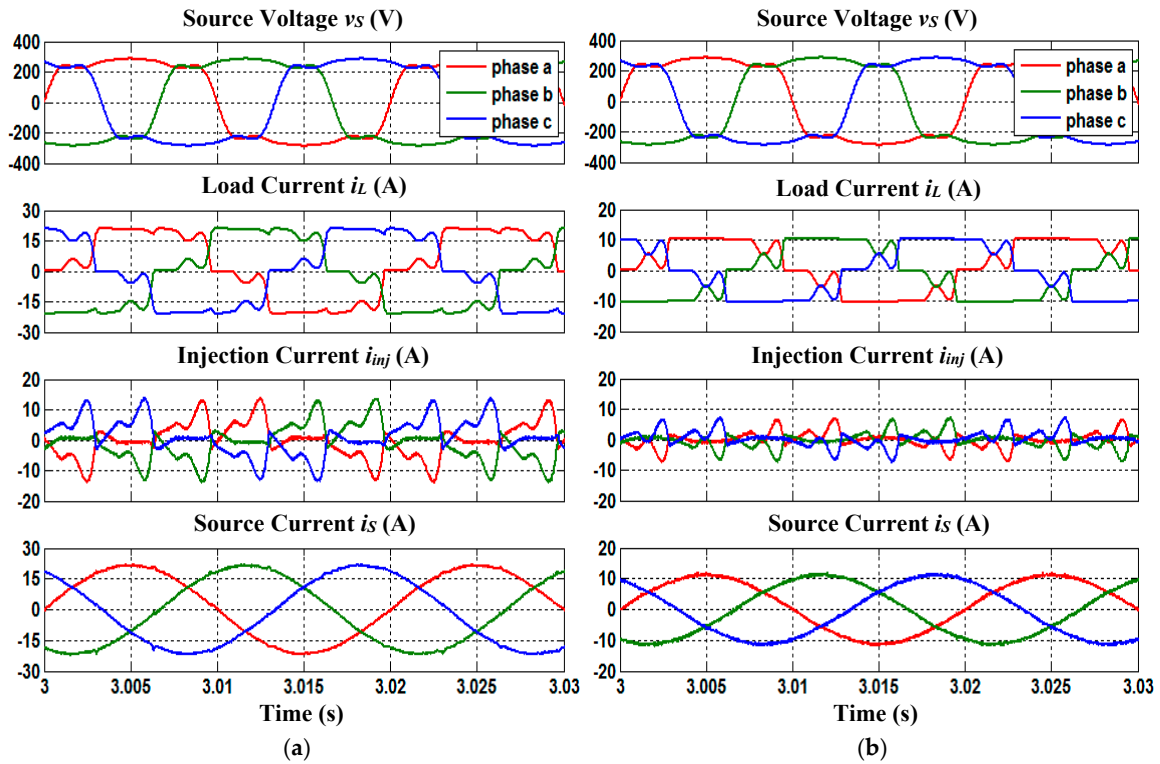 Source Voltage vS (V)
400
200
0
-200
-400
phase a
phase b
phase c
Load Current iL (A)
30
15
0
-15
-30
Injection Current iinj (A)
20
10
0
-10
-20
Source Current iS (A)
30
15
0
-15
-30
3 3.005 3.01 3.015 3.02 3.025 3.03
Time (s)
(a)
Source Voltage vS (V)
400
200
0
-200
-400
phase a
phase b
phase c
Load Current iL (A)
20
10
0
-10
-20
Injection Current iinj (A)
20
10
0
-10
-20
Source Current iS (A)
20
10
0
-10
-20
3 3.005 3.01 3.015 3.02 3.025 3.03
Time (s)
(b)